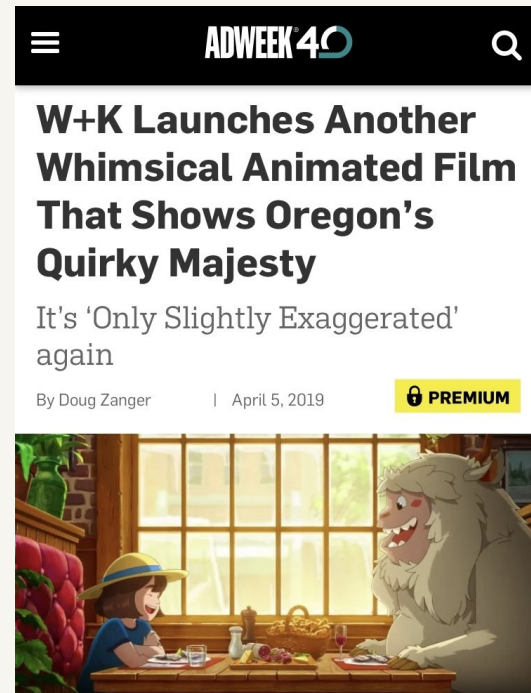 ADWEEK 40
W+K Launches Another
Whimsical Animated Film
That Shows Oregon's
Quirky Majesty
It's ‘Only Slightly Exaggerated’
again
By Doug Zanger | April 5, 2019 PREMIUM